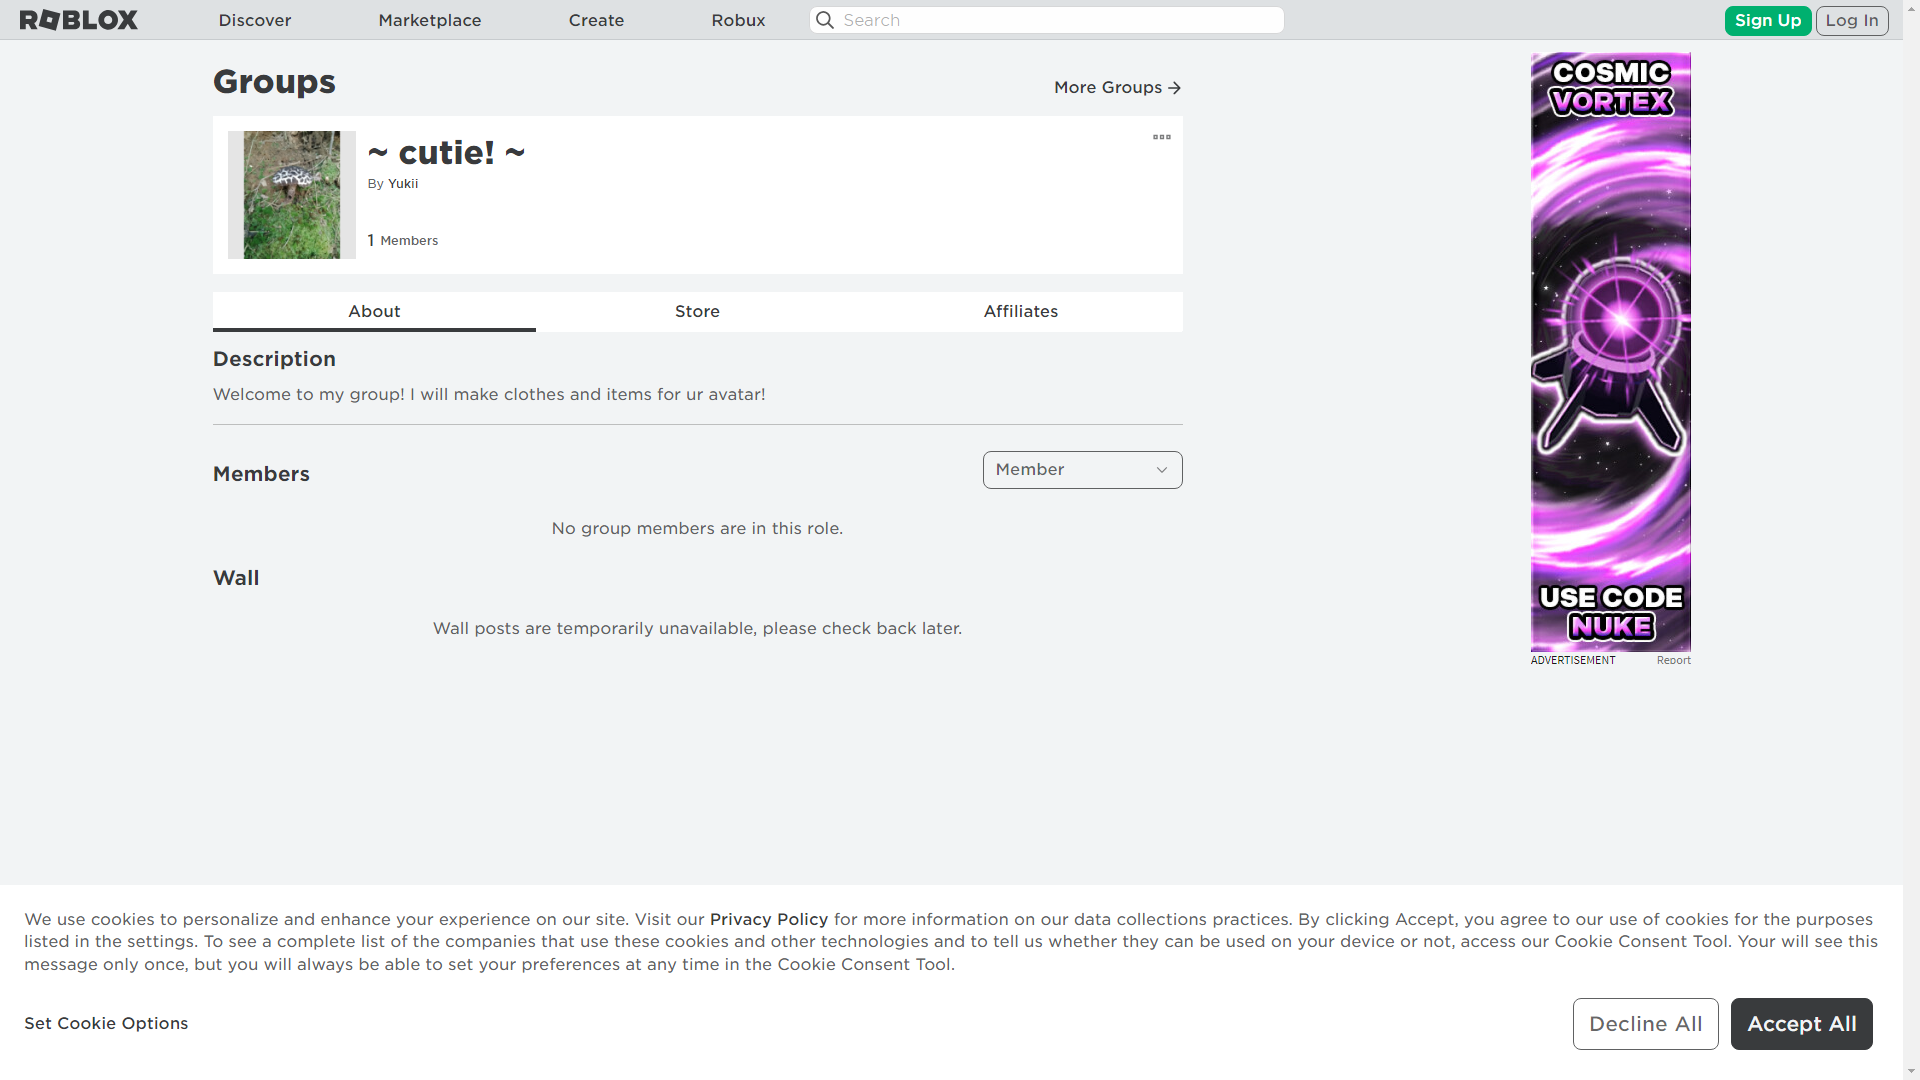 ROBLOX Discover Marketplace Create Robux Search Sign Up Log In
Groups
More Groups
~ cutie! ~
By Yukii
1 Members
About Store Affiliates
Description
Welcome to my group! I will make clothes and items for ur avatar!
Members
Member
No group members are in this role.
Wall
Wall posts are temporarily unavailable, please check back later.
COSMIC
VORTEX
USE CODE
NUKE
ADVERTISEMENT Report
We use cookies to personalize and enhance your experience on our site. Visit our Privacy Policy for more information on our data collections practices. By clicking Accept, you agree to our use of cookies for the purposes
listed in the settings. To see a complete list of the companies that use these cookies and other technologies and to tell us whether they can be used on your device or not, access our Cookie Consent Tool. Your will see this
message only once, but you will always be able to set your preferences at any time in the Cookie Consent Tool.
Set Cookie Options
Decline All
Accept All